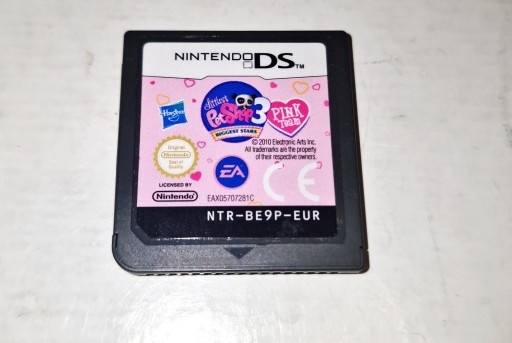 NINTENDO DS™
Hasbro
Littlest
PetShop 3
BIGGEST STARS
PINK
Team
© 2010 Electronic Arts Inc.
All trademarks are the property
of their respective owners.
Original
Nintendo
Seal of
Quality
EA
CE
LICENSED BY
Nintendo
EAX05707281C
NTR-BE9P-EUR